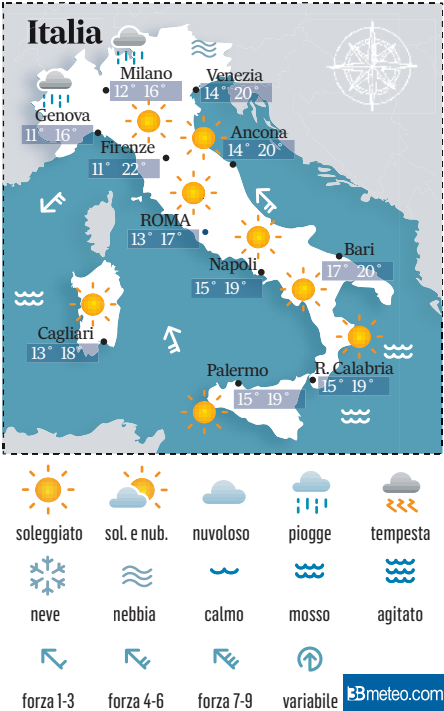 Italia
Milano
12° 16°
Venezia
14° 20°
Genova
11° 16°
Ancona
14° 20°
Firenze
11° 22°
ROMA
13° 17°
Bari
17° 20°
Napoli
15° 19°
Cagliari
13° 18°
Palermo
15° 19°
R. Calabria
15° 19°
soleggiato sol. e nub. nuvoloso piogge tempesta
neve nebbia calmo mosso agitato
forza 1-3 forza 4-6 forza 7-9 variabile
3Bmeteo.com